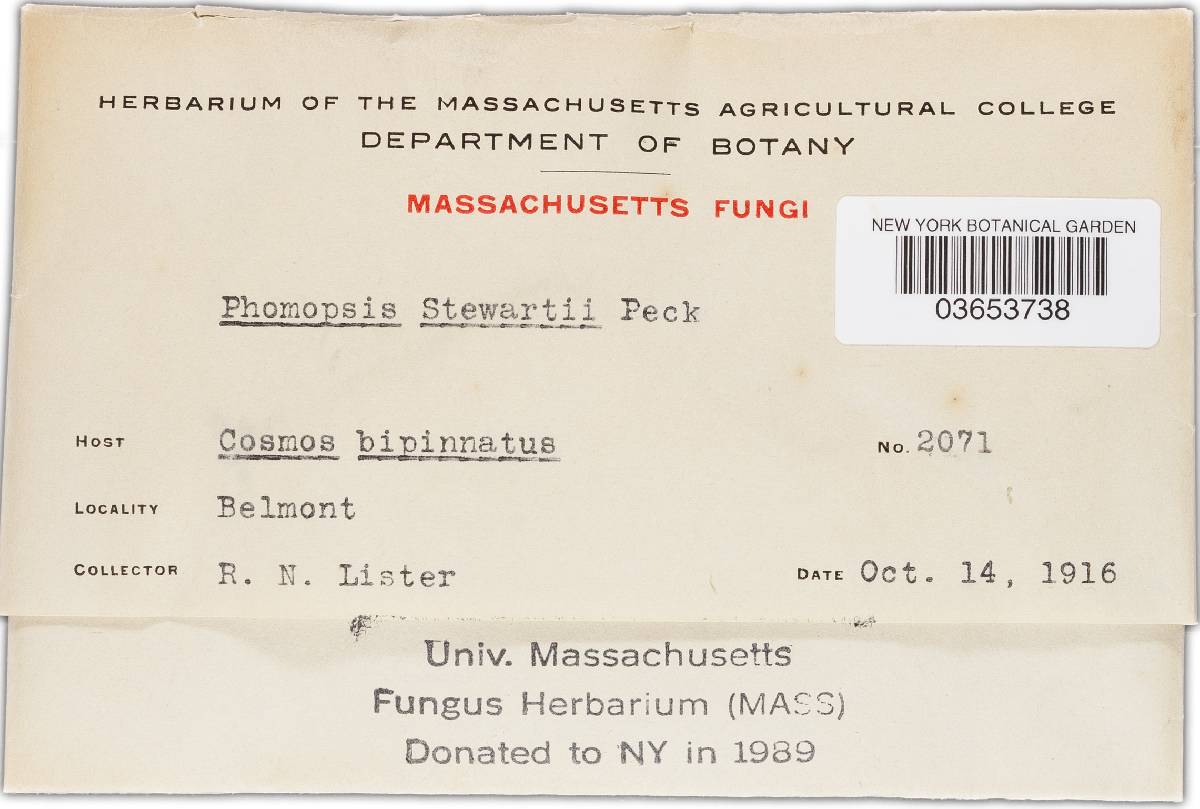 HERBARIUM OF THE MASSACHUSETTS AGRICULTURAL COLLEGE
DEPARTMENT OF BOTANY
MASSACHUSETTS FUNGI
NEW YORK BOTANICAL GARDEN
03653738
Phomopsis Stewartii Peck
HOST Cosmos bipinnatus No. 2071
LOCALITY Belmont
COLLECTOR R. N. Lister DATE Oct. 14, 1916
Univ. Massachusetts
Fungus Herbarium (MASS)
Donated to NY in 1989